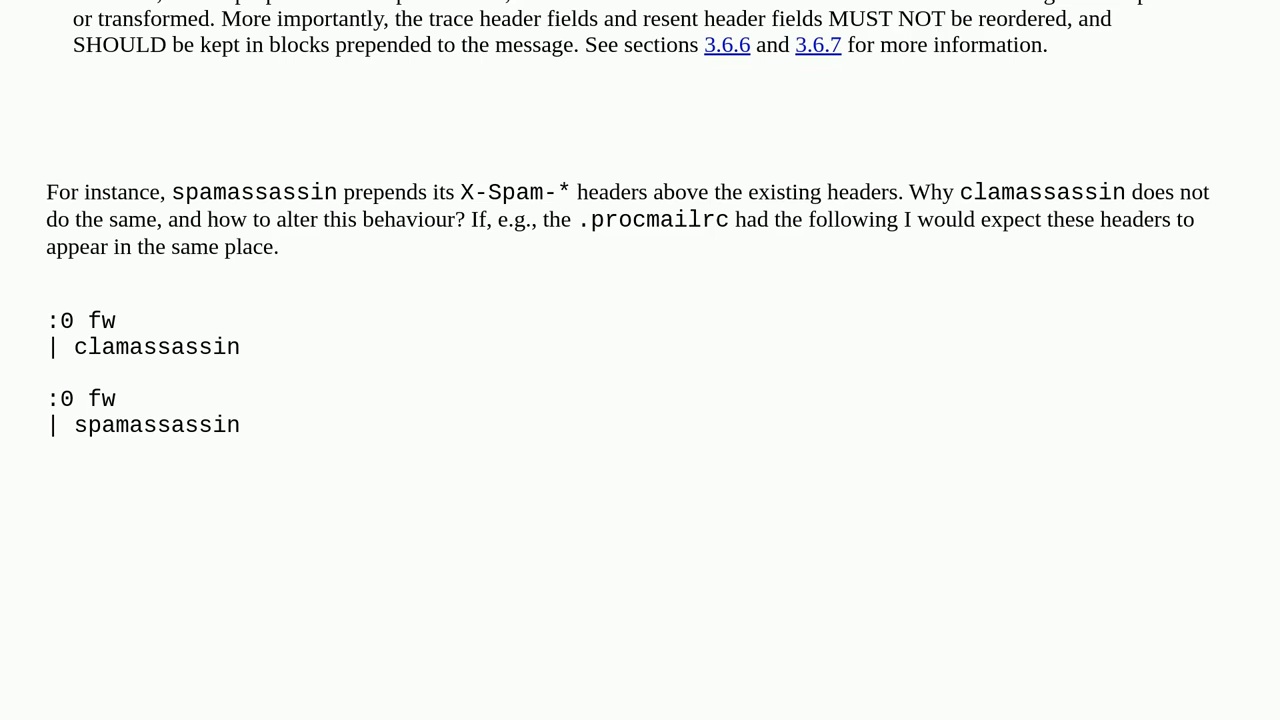 or transformed. More importantly, the trace header fields and resent header fields MUST NOT be reordered, and
SHOULD be kept in blocks prepended to the message. See sections 3.6.6 and 3.6.7 for more information.
For instance, spamassassin prepends its X-Spam-* headers above the existing headers. Why clamassassin does not
do the same, and how to alter this behaviour? If, e.g., the .procmailrc had the following I would expect these headers to
appear in the same place.
:0 fw
| clamassassin
:0 fw
| spamassassin